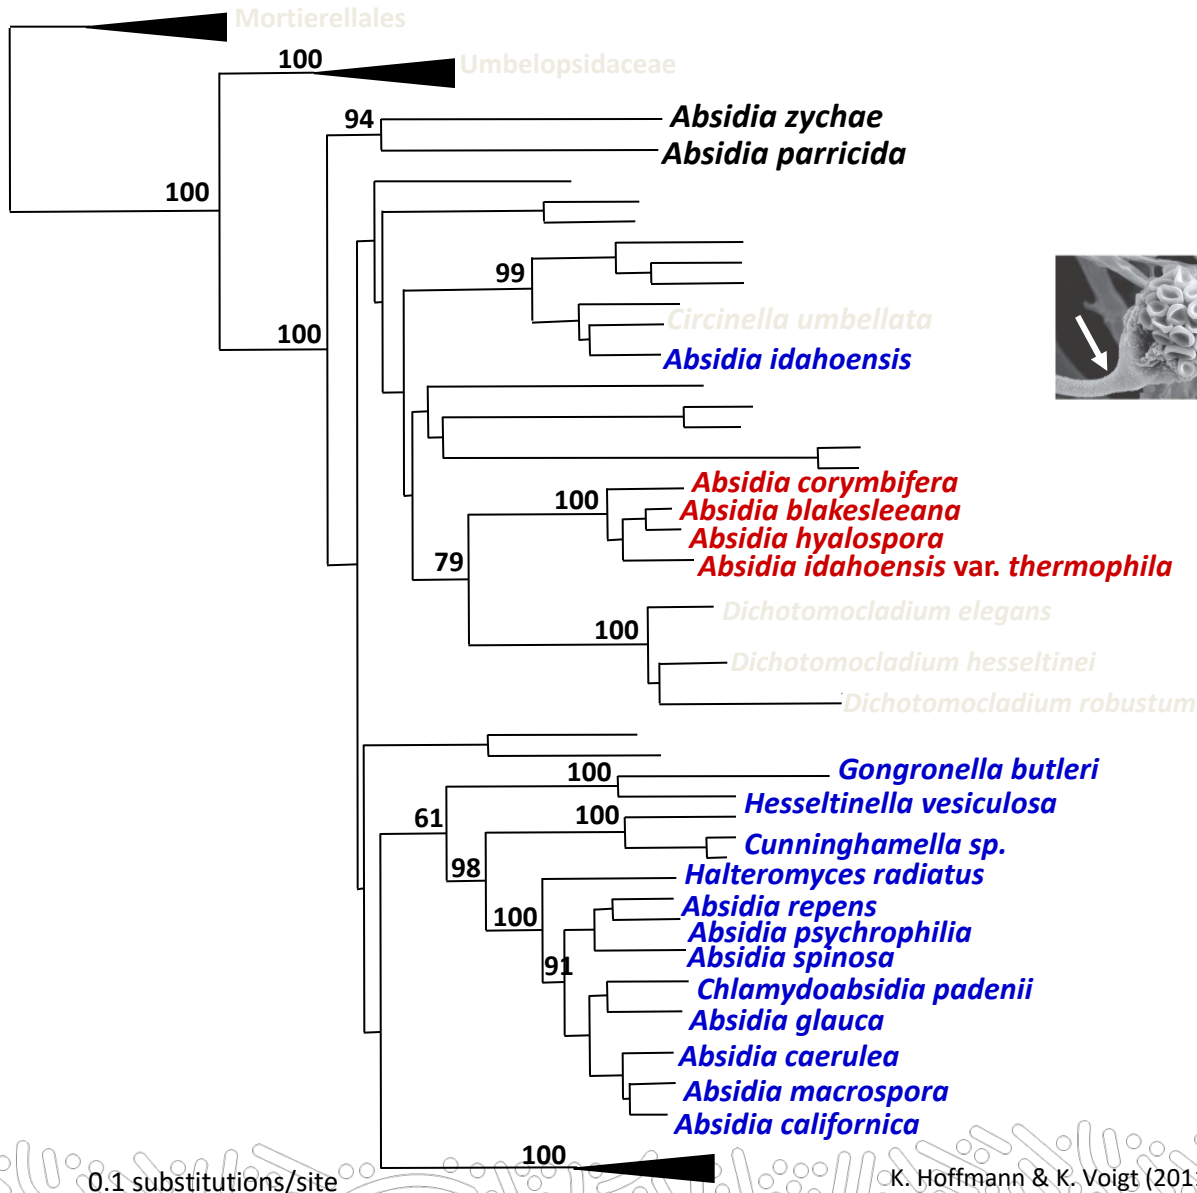 Mortierellales
100
Umbelopsidaceae
94
Absidia zychae
Absidia parricida
100
99
100
Circinella umbellata
Absidia idahoensis
Absidia corymbifera
100
Absidia blakesleeana
Absidia hyalospora
79
Absidia idahoensis var. thermophila
Dichotomocladium elegans
100
Dichotomocladium hesseltinei
Dichotomocladium robustum
Gongronella butleri
100
Hesseltinella vesiculosa
61
100
Cunninghamella sp.
98
Halteromyces radiatus
Absidia repens
100
Absidia psychrophilia
Absidia spinosa
91
Chlamydoabsidia padenii
Absidia glauca
Absidia caerulea
Absidia macrospora
Absidia californica
100
0.1 substitutions/site
K. Hoffmann & K. Voigt (201